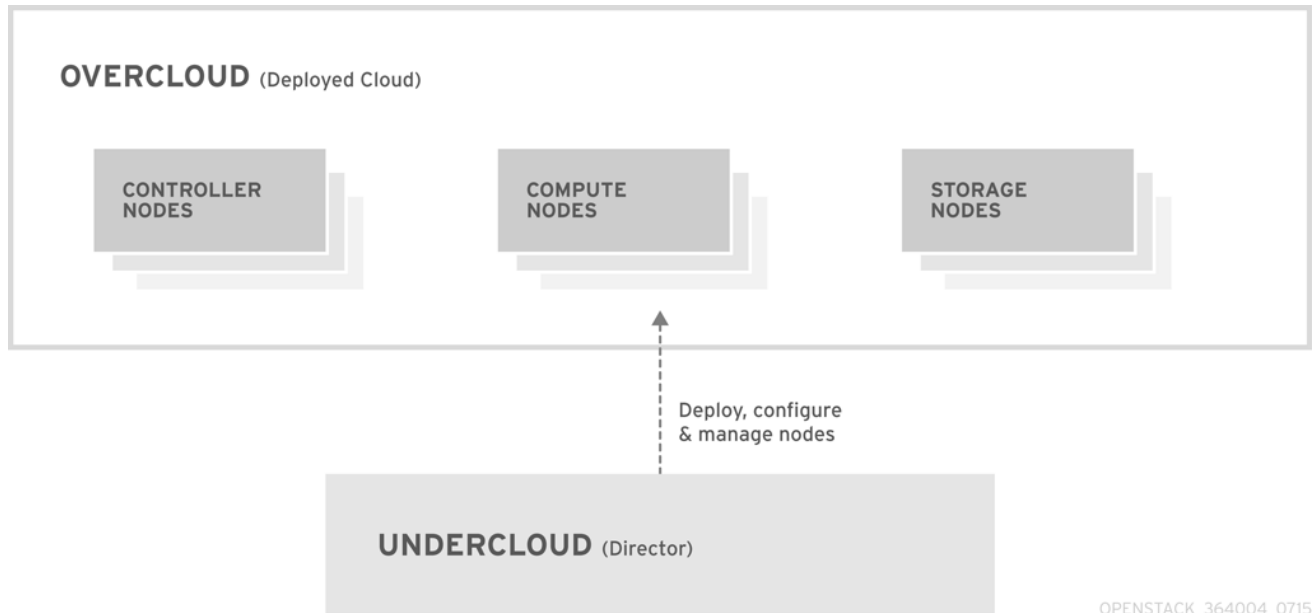 OVERCLOUD (Deployed Cloud)
CONTROLLER
NODES
COMPUTE
NODES
STORAGE
NODES
Deploy, configure
& manage nodes
UNDERCLOUD (Director)
OPENSTACK_364004_0715